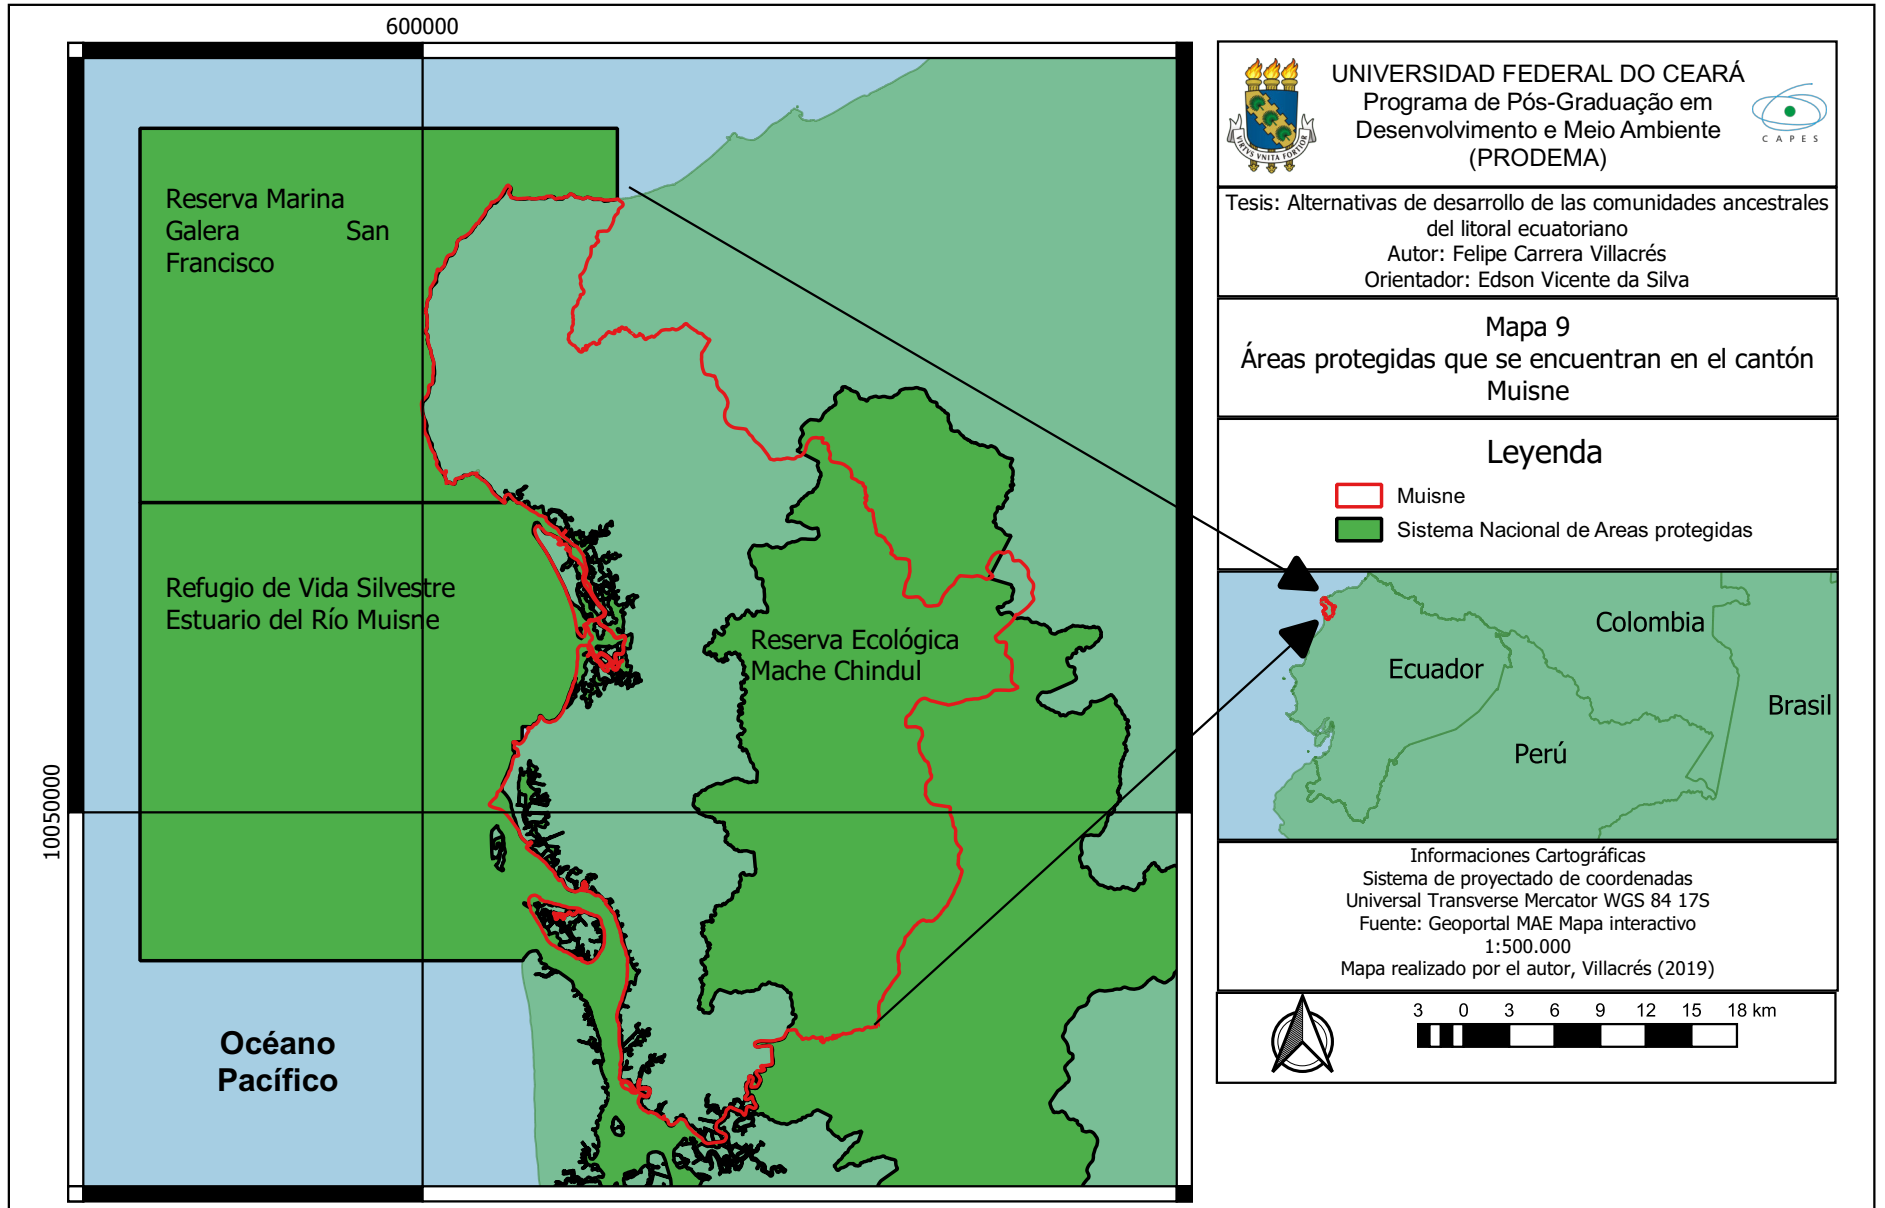 600000
10050000
Reserva Marina
Galera San
Francisco
Refugio de Vida Silvestre
Estuario del Río Muisne
Reserva Ecológica
Mache Chindul
Océano
Pacífico
VIRTVS VNITA FORTIOR
UNIVERSIDAD FEDERAL DO CEARÁ
Programa de Pós-Graduação em
Desenvolvimento e Meio Ambiente
(PRODEMA)
CAPES
Tesis: Alternativas de desarrollo de las comunidades ancestrales
del litoral ecuatoriano
Autor: Felipe Carrera Villacrés
Orientador: Edson Vicente da Silva
Mapa 9
Áreas protegidas que se encuentran en el cantón
Muisne
Leyenda
Muisne
Sistema Nacional de Areas protegidas
Colombia
Ecuador
Brasil
Perú
Informaciones Cartográficas
Sistema de proyectado de coordenadas
Universal Transverse Mercator WGS 84 17S
Fuente: Geoportal MAE Mapa interactivo
1:500.000
Mapa realizado por el autor, Villacrés (2019)
3 0 3 6 9 12 15 18 km